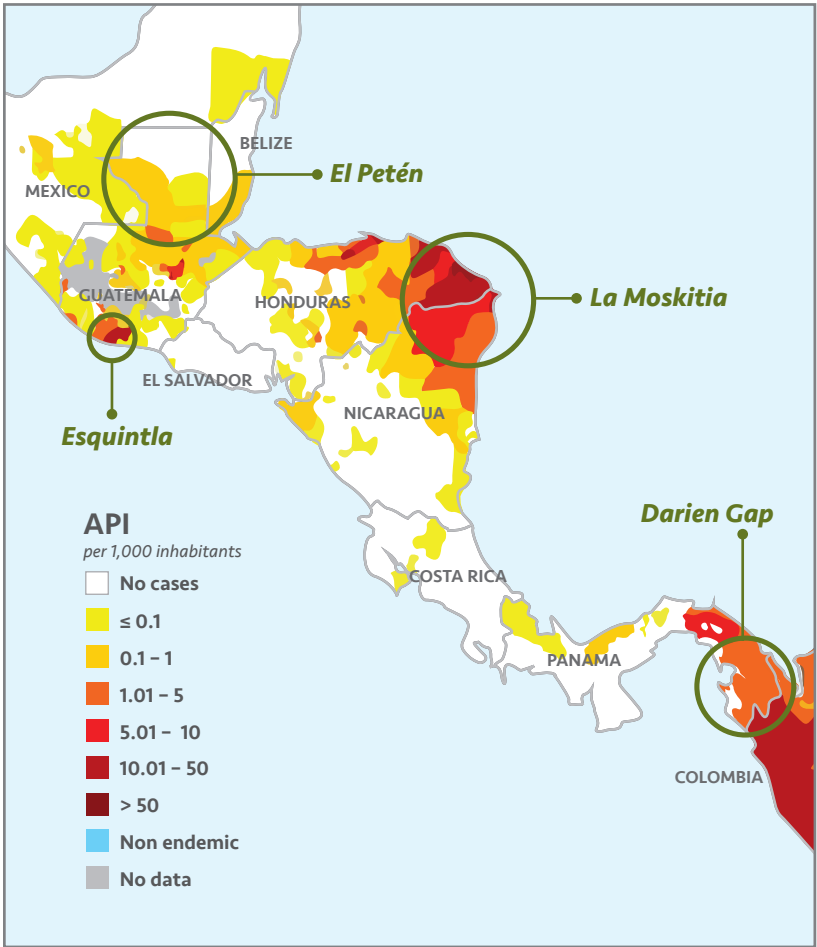 BELIZE
El Petén
MEXICO
La Moskitia
GUATEMALA
HONDURAS
EL SALVADOR
NICARAGUA
Esquintla
Darien Gap
API
per 1,000 inhabitants
No cases
≤ 0.1
0.1 – 1
1.01 – 5
5.01 – 10
10.01 – 50
> 50
Non endemic
No data
COSTA RICA
PANAMA
COLOMBIA